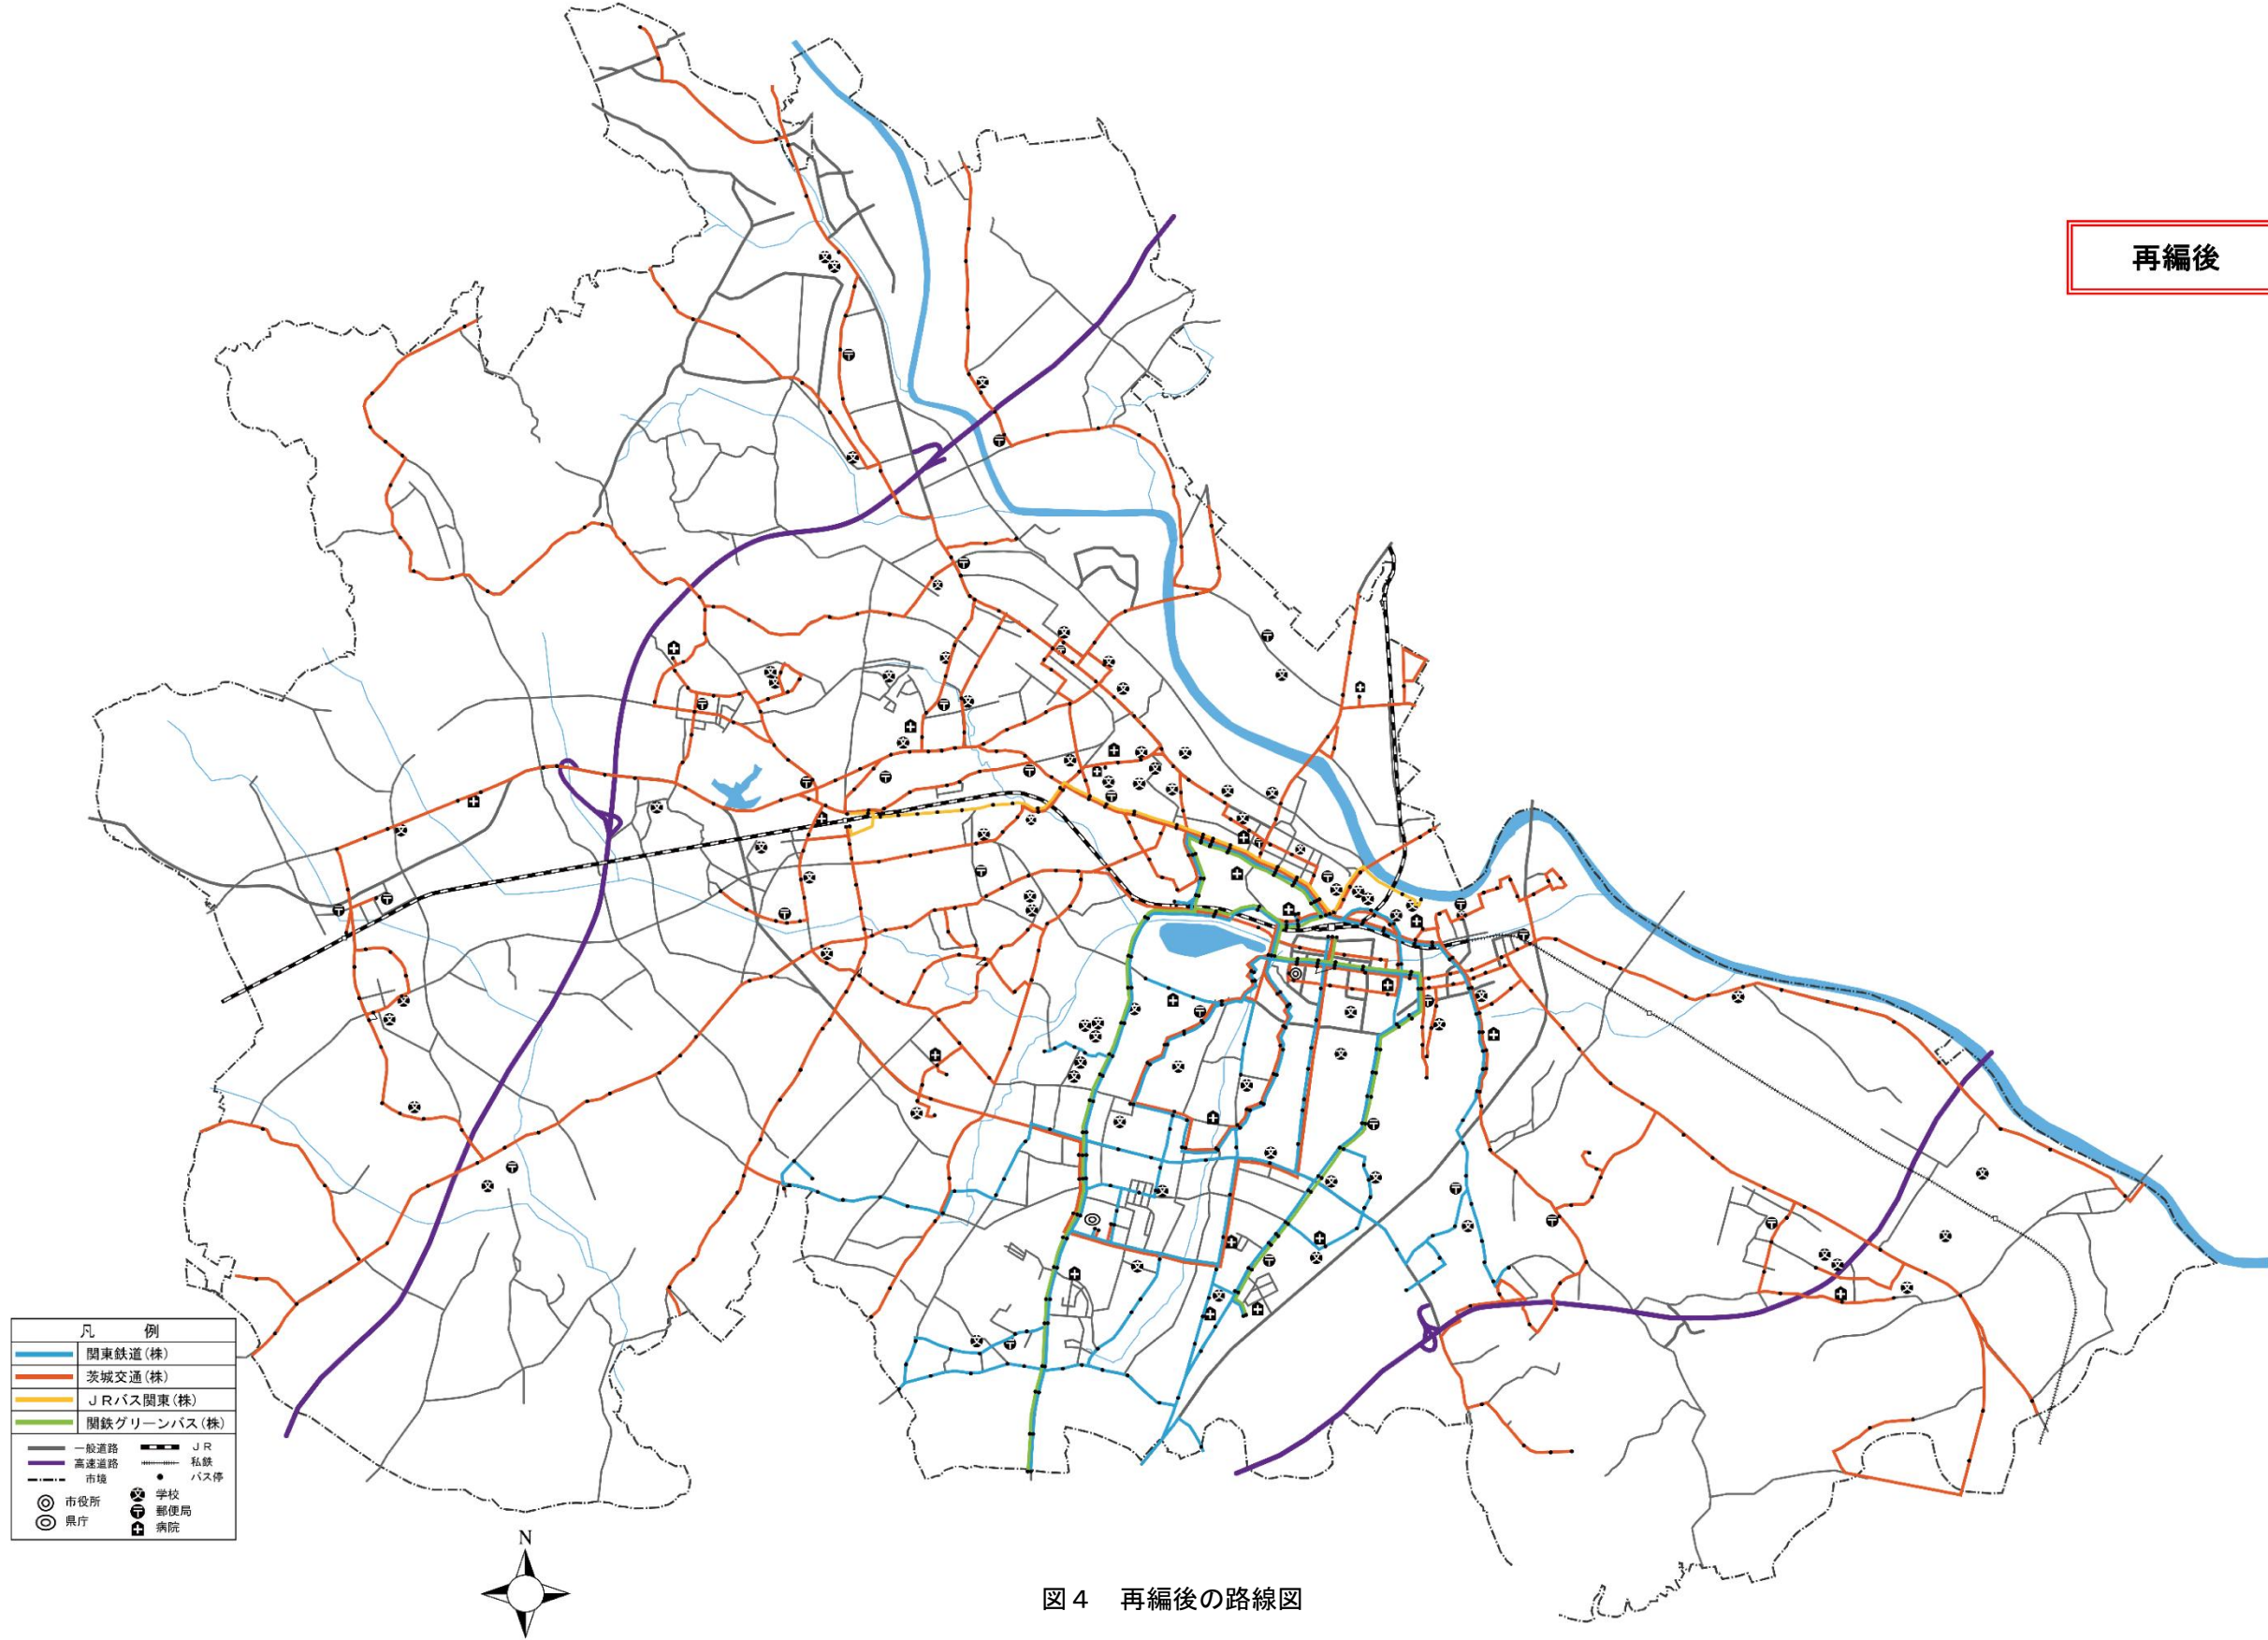 再編後
凡 例
関東鉄道(株)
茨城交通(株)
JRバス関東(株)
関鉄グリーンバス(株)
一般道路 JR
高速道路 私鉄
市境 バス停
市役所 学校
県庁 郵便局
病院
N
図4 再編後の路線図